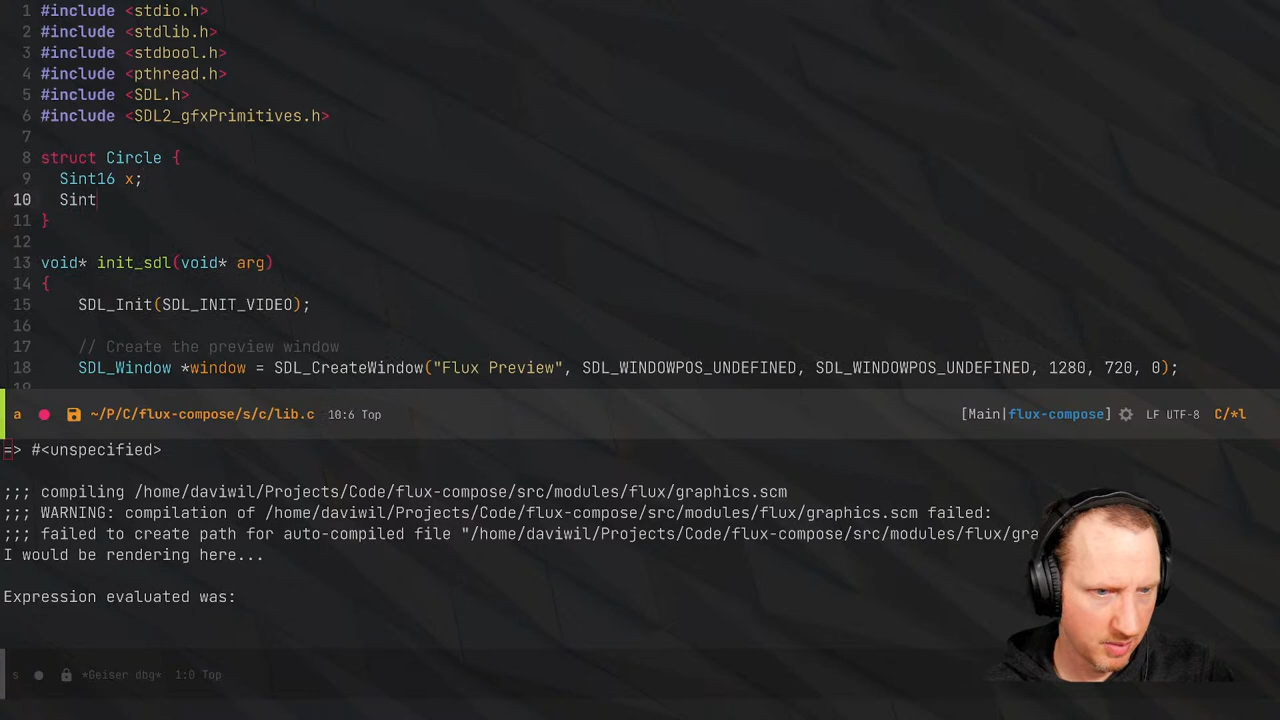 1 #include <stdio.h>
2 #include <stdlib.h>
3 #include <stdbool.h>
4 #include <pthread.h>
5 #include <SDL.h>
6 #include <SDL2_gfxPrimitives.h>
7
8 struct Circle {
9 Sint16 x;
10 Sint
11 }
12
13 void* init_sdl(void* arg)
14 {
15 SDL_Init(SDL_INIT_VIDEO);
16
17 // Create the preview window
18 SDL_Window *window = SDL_CreateWindow("Flux Preview", SDL_WINDOWPOS_UNDEFINED, SDL_WINDOWPOS_UNDEFINED, 1280, 720, 0);
19
a ~/P/C/flux-compose/s/c/lib.c 10:6 Top [Main|flux-compose] LF UTF-8 C/*l
=> #<unspecified>
;;; compiling /home/daviwil/Projects/Code/flux-compose/src/modules/flux/graphics.scm
;;; WARNING: compilation of /home/daviwil/Projects/Code/flux-compose/src/modules/flux/graphics.scm failed:
;;; failed to create path for auto-compiled file "/home/daviwil/Projects/Code/flux-compose/src/modules/flux/gra
I would be rendering here...
Expression evaluated was:
s *Geiser dbg* 1:0 Top